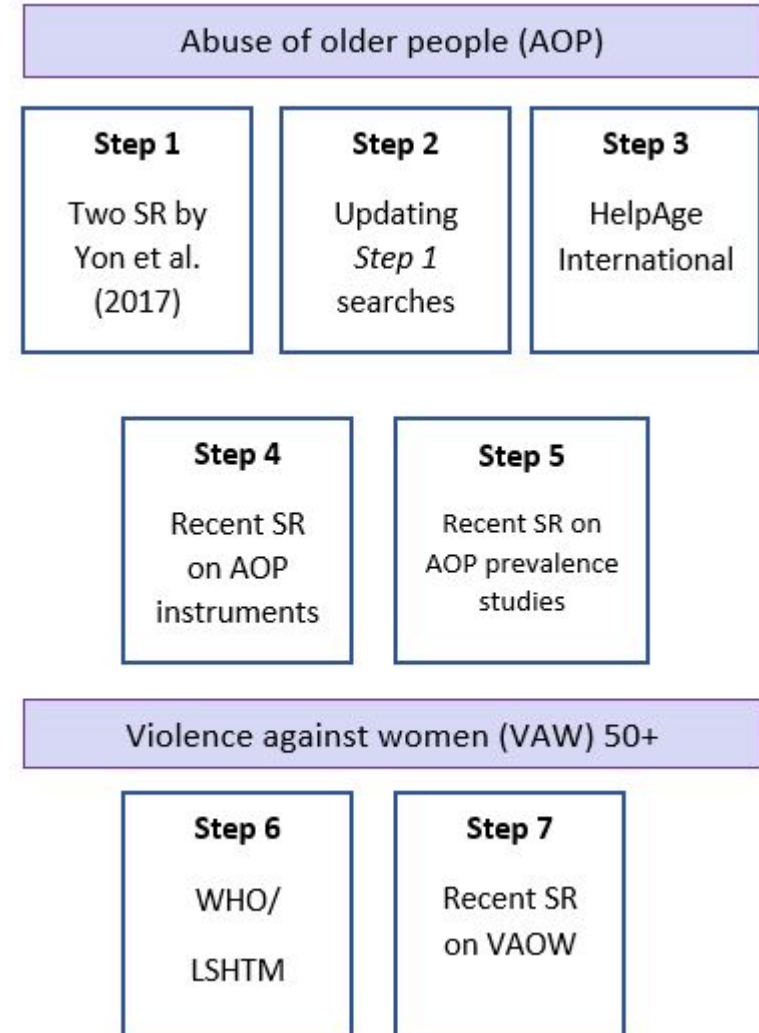 Abuse of older people (AOP)
Step 1
Two SR by
Yon et al.
(2017)
Step 2
Updating
Step 1
searches
Step 3
HelpAge
International
Step 4
Recent SR
on AOP
instruments
Step 5
Recent SR on
AOP prevalence
studies
Violence against women (VAW) 50+
Step 6
WHO/
LSHTM
Step 7
Recent SR
on VAOW